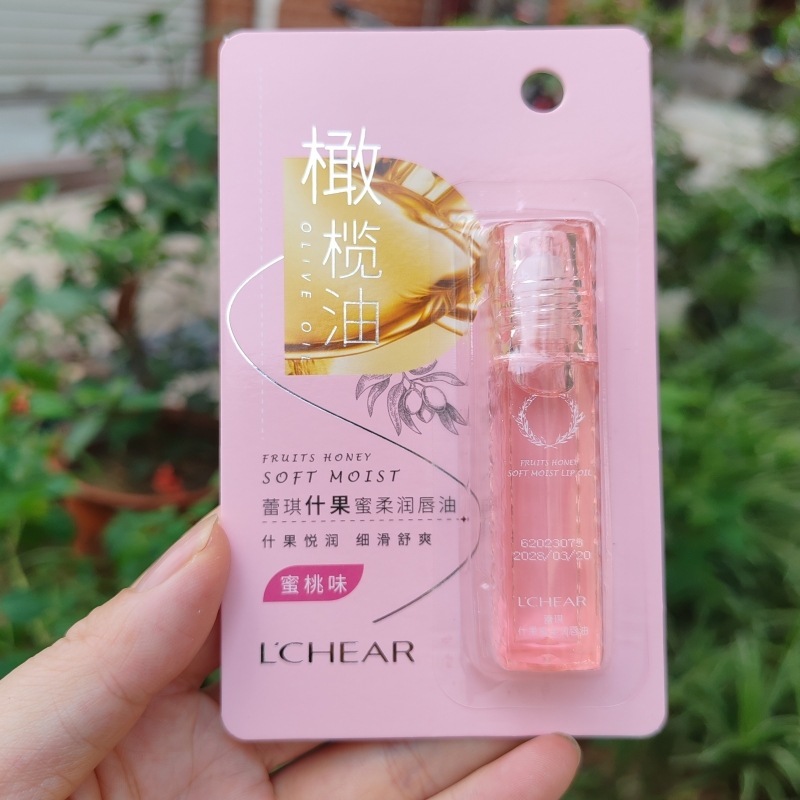 橄榄油
OLIVE OIL
FRUITS HONEY
SOFT MOIST
蕾琪什果蜜柔润唇油
什果悦润 细滑舒爽
蜜桃味
L'CHEAR
FRUITS HONEY
SOFT MOIST LIP OIL
62023079
2028/03/20
L'CHEAR